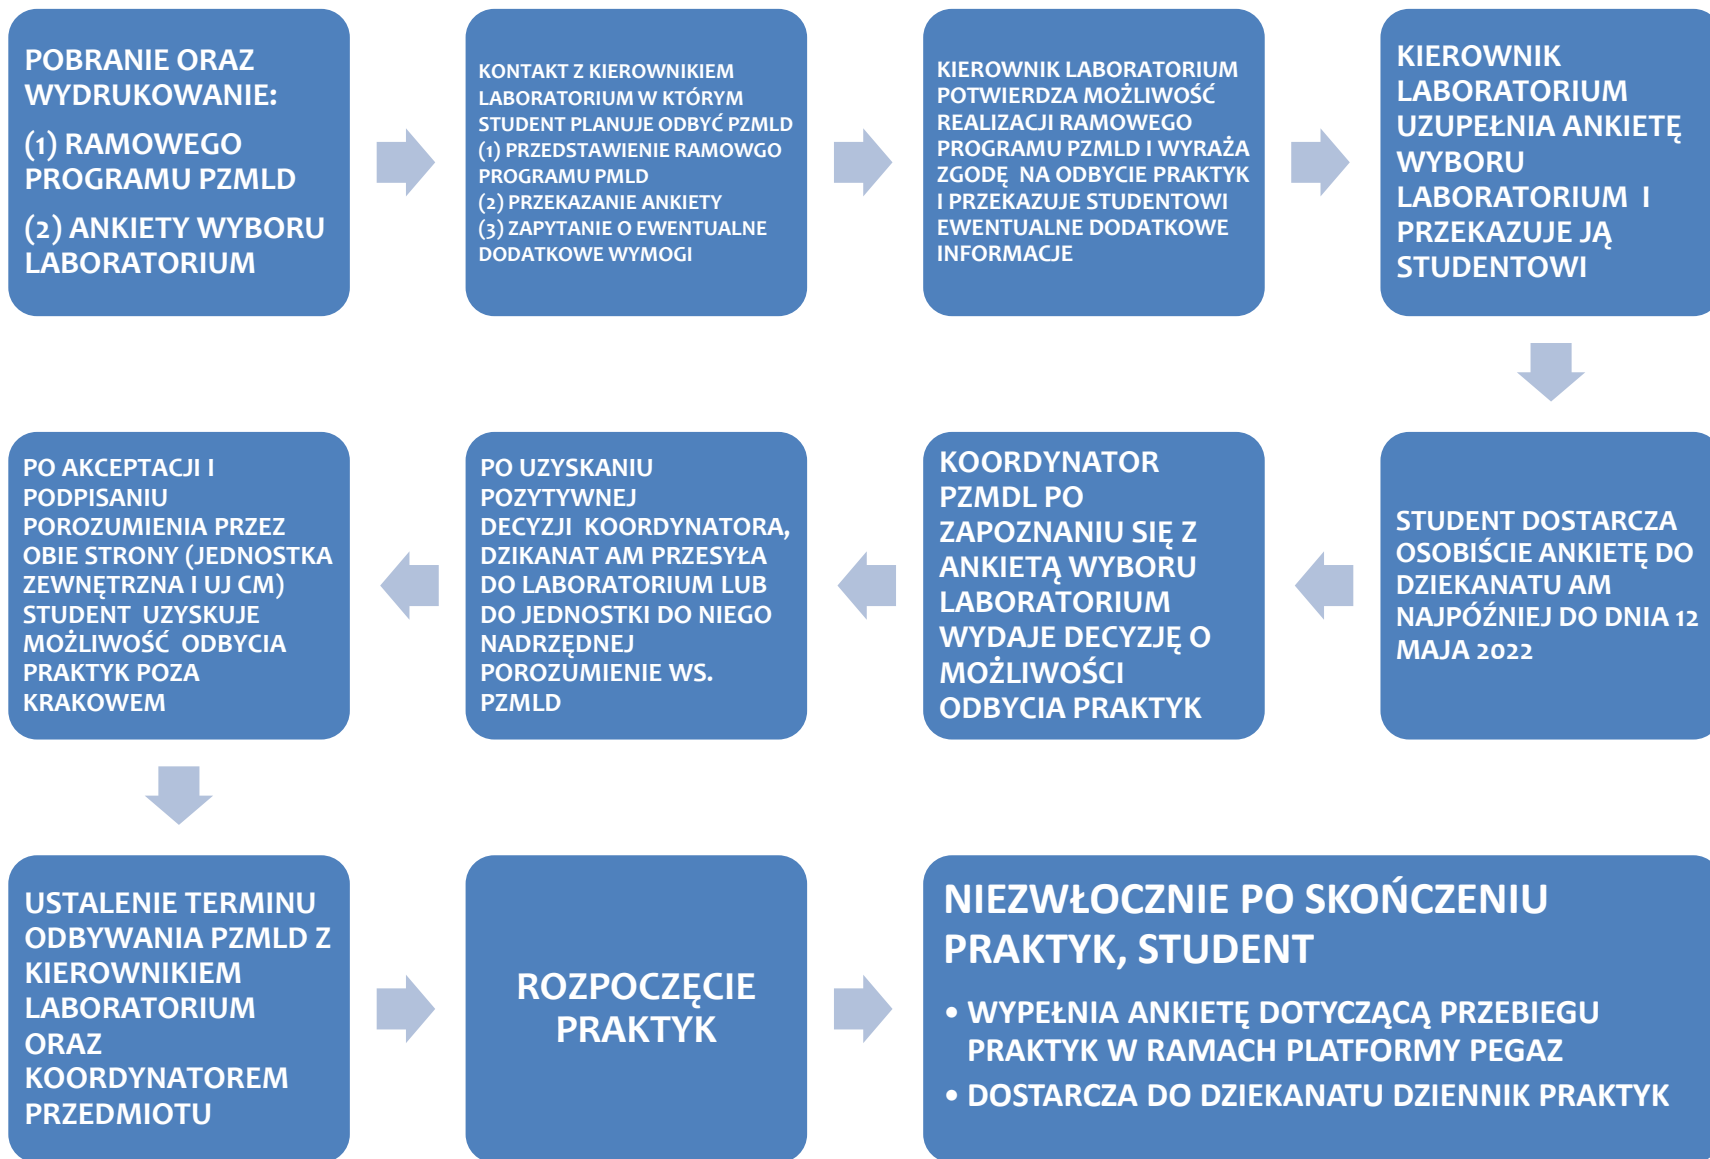 POBRANIE ORAZ
WYDRUKOWANIE:
(1) RAMOWEGO
PROGRAMU PZMLD
(2) ANKIETY WYBORU
LABORATORIUM
KONTAKT Z KIEROWNIKIEM
LABORATORIUM W KTÓRYM
STUDENT PLANUJE ODBYĆ PZMLD
(1) PRZEDSTAWIENIE RAMOWGO
PROGRAMU PMLD
(2) PRZEKAZANIE ANKIETY
(3) ZAPYTANIE O EWENTUALNE
DODATKOWE WYMOGI
KIEROWNIK LABORATORIUM
POTWIERDZA MOŻLIWOŚĆ
REALIZACJI RAMOWEGO
PROGRAMU PZMLD I WYRAŻA
ZGODĘ NA ODBYCIE PRAKTYK
I PRZEKAZUJE STUDENTOWI
EWENTUALNE DODATKOWE
INFORMACJE
KIEROWNIK
LABORATORIUM
UZUPEŁNIA ANKIETĘ
WYBORU
LABORATORIUM I
PRZEKAZUJE JĄ
STUDENTOWI
STUDENT DOSTARCZA
OSOBIŚCIE ANKIETĘ DO
DZIEKANATU AM
NAJPÓŹNIEJ DO DNIA 12
MAJA 2022
KOORDYNATOR
PZMDL PO
ZAPOZNANIU SIĘ Z
ANKIETĄ WYBORU
LABORATORIUM
WYDAJE DECYZJĘ O
MOŻLIWOŚCI
ODBYCIA PRAKTYK
PO UZYSKANIU
POZYTYWNEJ
DECYZJI KOORDYNATORA,
DZIKANAT AM PRZESYŁA
DO LABORATORIUM LUB
DO JEDNOSTKI DO NIEGO
NADRZĘDNEJ
POROZUMIENIE WS.
PZMLD
PO AKCEPTACJI I
PODPISANIU
POROZUMIENIA PRZEZ
OBIE STRONY (JEDNOSTKA
ZEWNĘTRZNA I UJ CM)
STUDENT UZYSKUJE
MOŻLIWOŚĆ ODBYCIA
PRAKTYK POZA
KRAKOWEM
USTALENIE TERMINU
ODBYWANIA PZMLD Z
KIEROWNIKIEM
LABORATORIUM
ORAZ
KOORDYNATOREM
PRZEDMIOTU
ROZPOCZĘCIE
PRAKTYK
NIEZWŁOCZNIE PO SKOŃCZENIU
PRAKTYK, STUDENT
• WYPEŁNIA ANKIETĘ DOTYCZĄCĄ PRZEBIEGU
PRAKTYK W RAMACH PLATFORMY PEGAZ
• DOSTARCZA DO DZIEKANATU DZIENNIK PRAKTYK